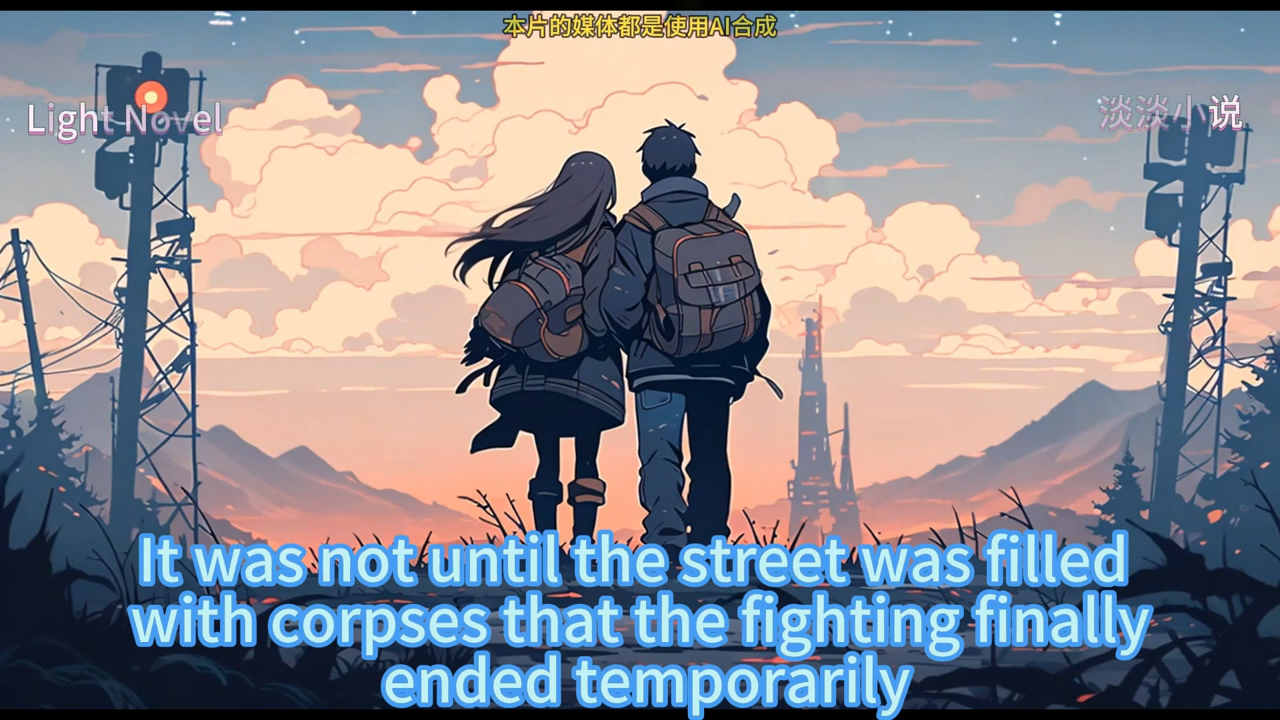 本片的媒体都是使用AI合成
Light Novel
淡淡小说
It was not until the street was filled
with corpses that the fighting finally
ended temporarily